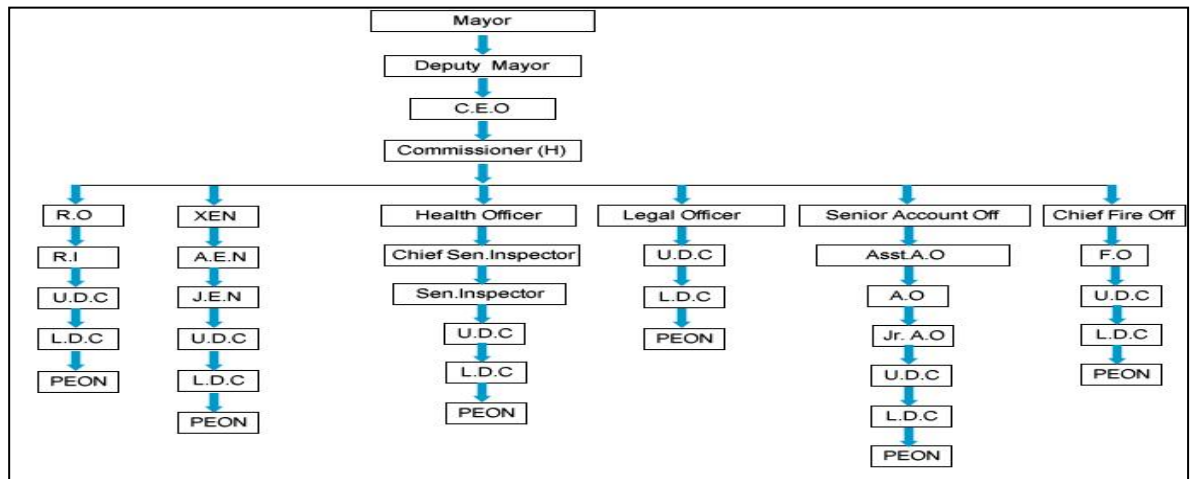 Mayor
Deputy Mayor
C.E.O
Commissioner (H)
R.O
XEN
Health Officer
Legal Officer
Senior Account Off
Chief Fire Off
R.I
A.E.N
Chief Sen.Inspector
U.D.C
Asst.A.O
F.O
U.D.C
J.E.N
Sen.Inspector
L.D.C
A.O
U.D.C
L.D.C
U.D.C
U.D.C
PEON
Jr. A.O
L.D.C
PEON
L.D.C
L.D.C
U.D.C
PEON
PEON
PEON
L.D.C
PEON